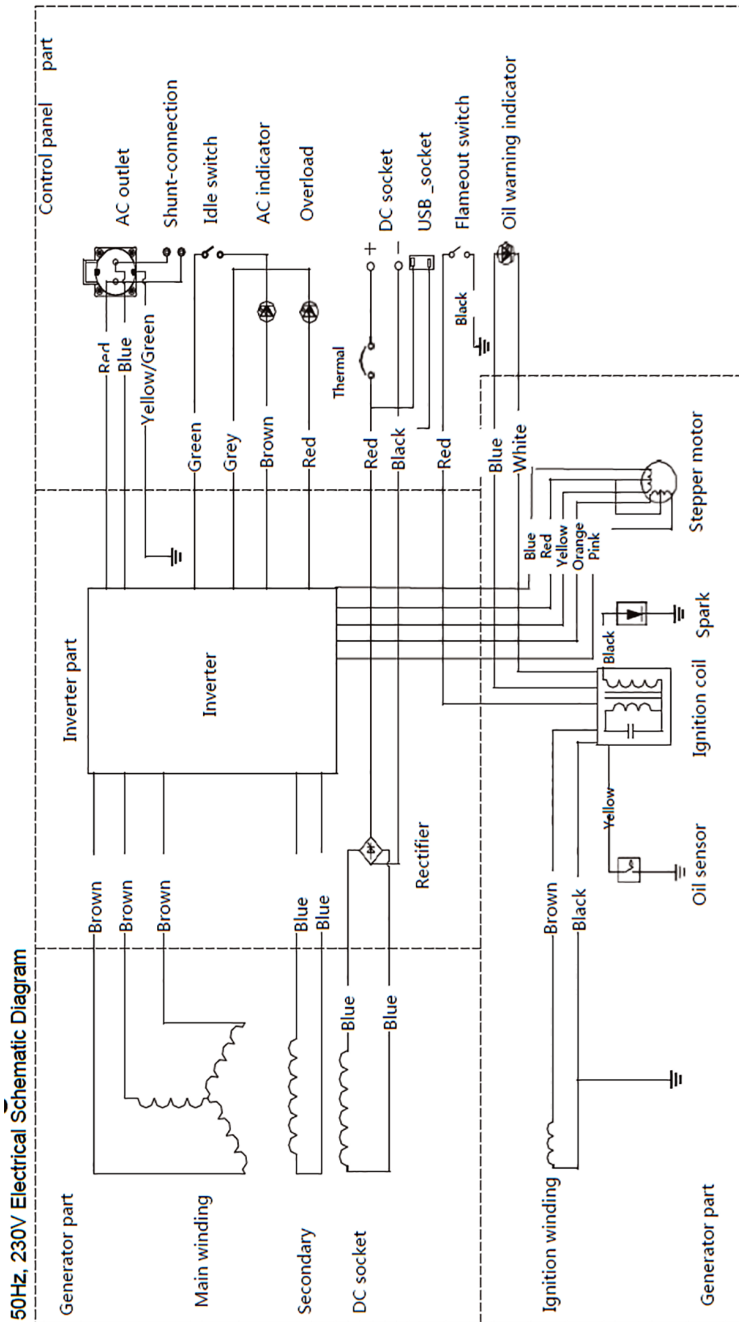 50Hz, 230V Electrical Schematic Diagram
Generator part
Inverter part
Control panel part
Main winding
Brown
Brown
Brown
Inverter
Red
Blue
Yellow/Green
AC outlet
Shunt-connection
Green
Idle switch
Grey
Brown
AC indicator
Red
Overload
Secondary
Blue
Blue
DC socket
Blue
Blue
Rectifier
Thermal
Red
Black
+
−
DC socket
USB_socket
Red
Black
Flameout switch
Blue
White
Oil warning indicator
Blue
Red
Yellow
Orange
Pink
Stepper motor
Ignition winding
Brown
Black
Yellow
Oil sensor
Ignition coil
Black
Spark
Generator part